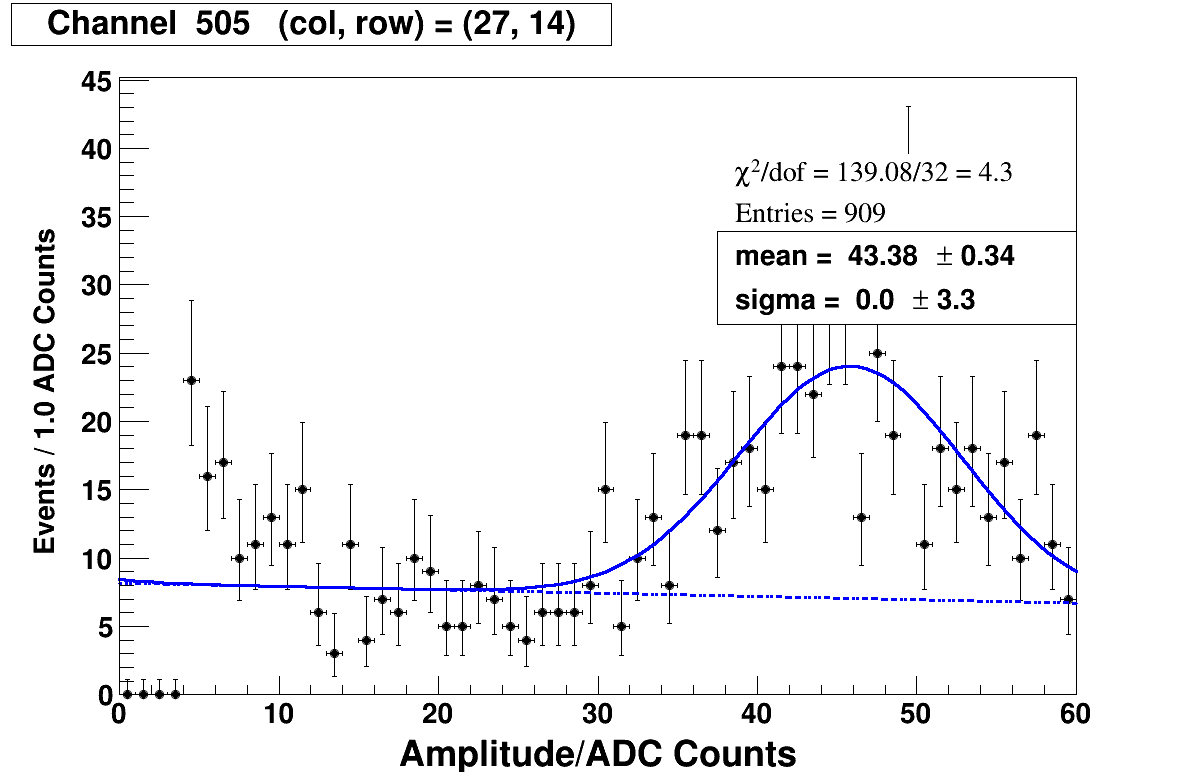 Channel 505 (col, row) = (27, 14)
45
40
35
30
25
20
15
10
5
0
Events / 1.0 ADC Counts
χ²/dof = 139.08/32 = 4.3
Entries = 909
mean = 43.38 ± 0.34
sigma = 0.0 ± 3.3
0 10 20 30 40 50 60
Amplitude/ADC Counts